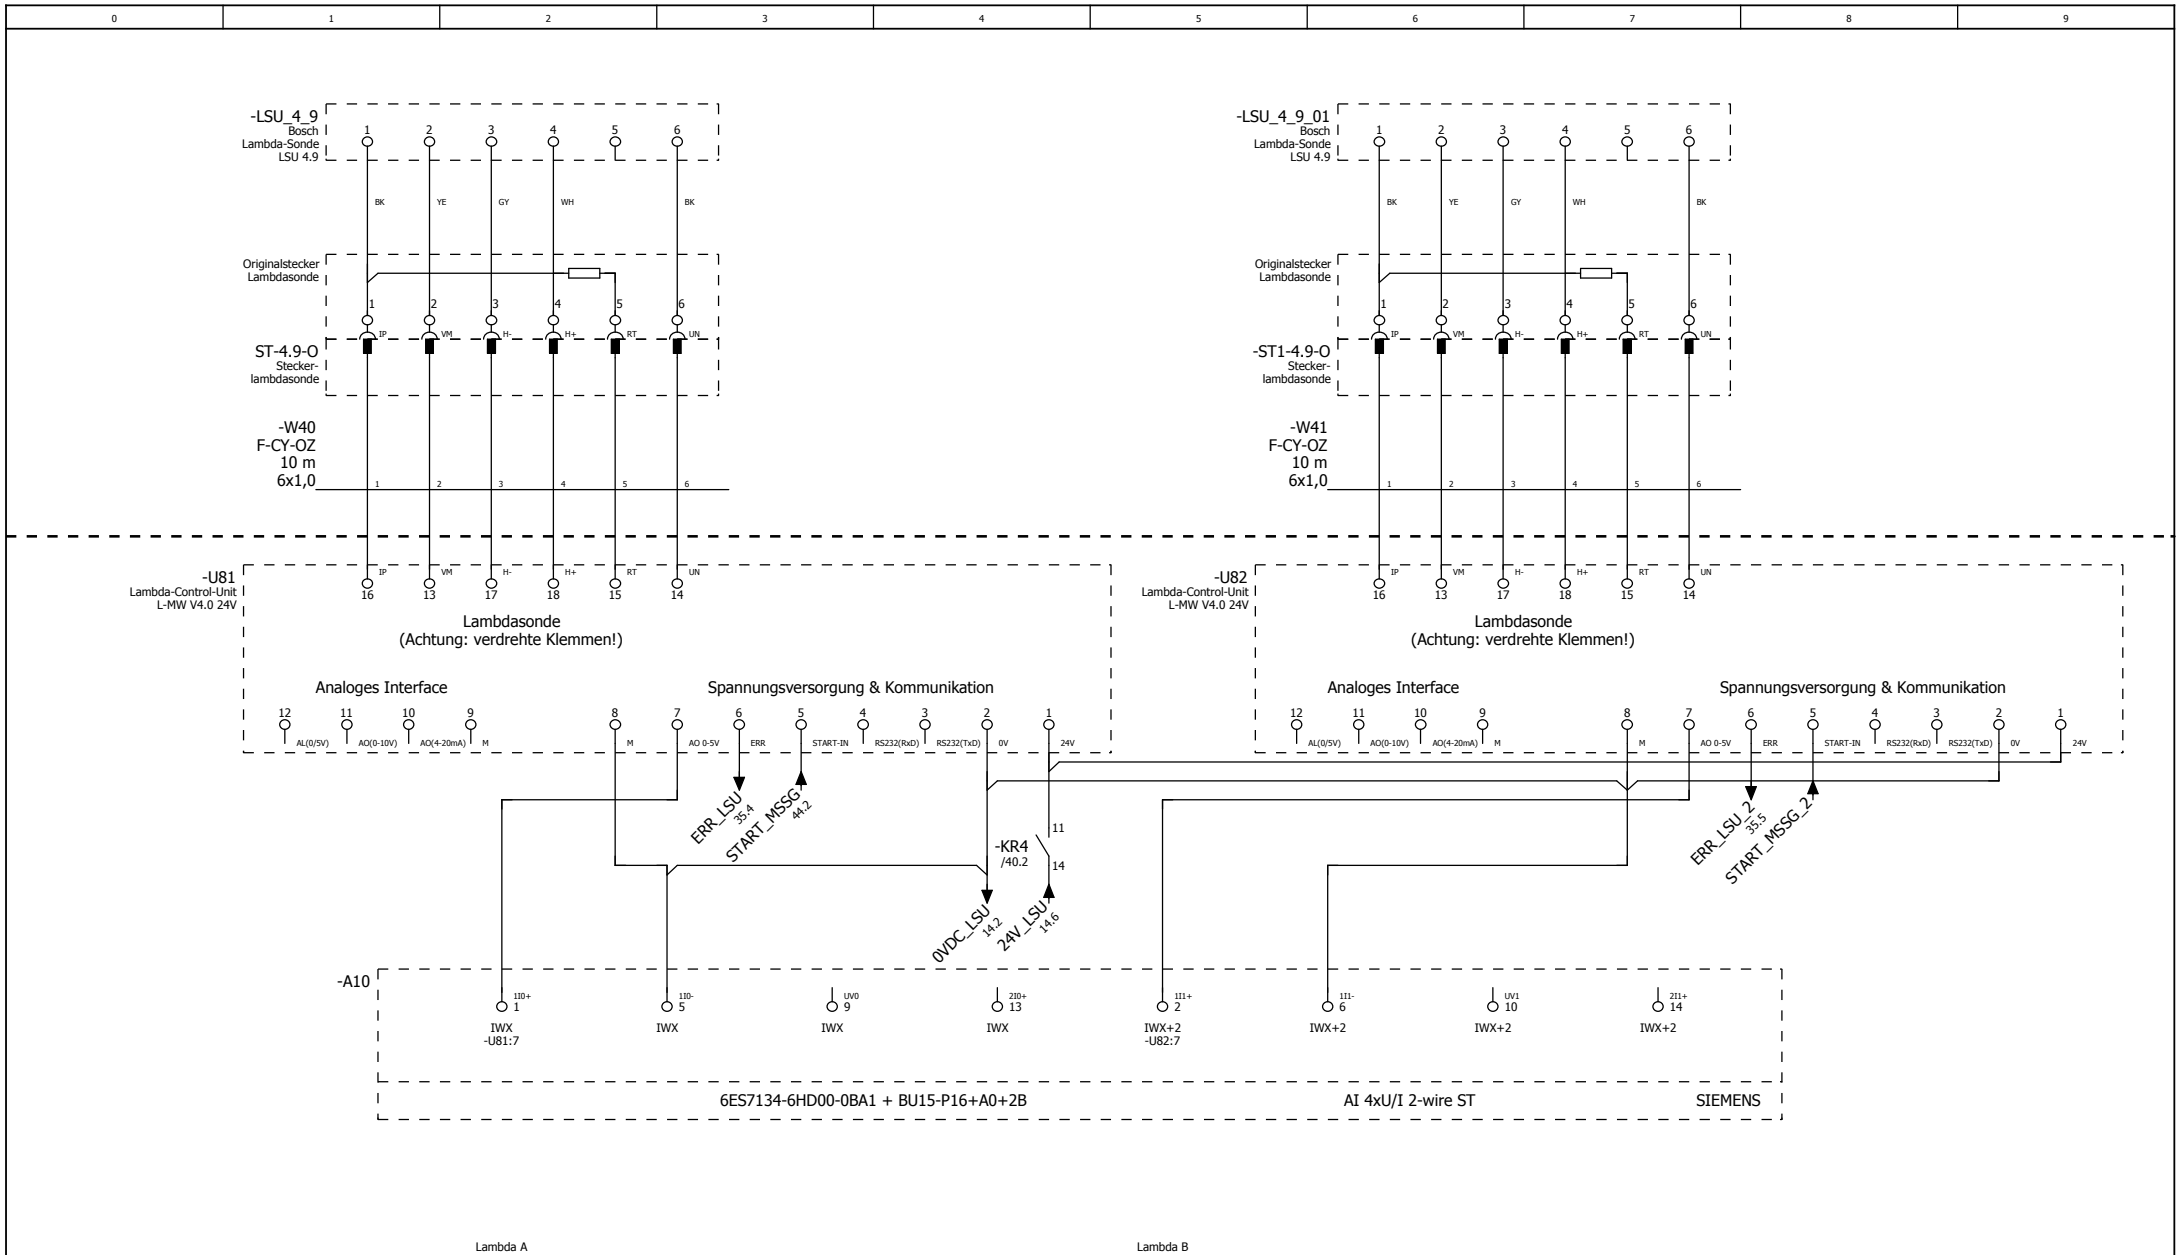 0 1 2 3 4 5 6 7 8 9
-LSU_4_9
Bosch
Lambda-Sonde
LSU 4.9
1 2 3 4 5 6
BK YE GY WH BK
Originalstecker
Lambdasonde
1 2 3 4 5 6
IP VM H- H+ RT UN
ST-4.9-O
Stecker-
lambdasonde
-W40
F-CY-OZ
10 m
6x1,0
1 2 3 4 5 6
-LSU_4_9_01
Bosch
Lambda-Sonde
LSU 4.9
1 2 3 4 5 6
BK YE GY WH BK
Originalstecker
Lambdasonde
1 2 3 4 5 6
IP VM H- H+ RT UN
-ST1-4.9-O
Stecker-
lambdasonde
-W41
F-CY-OZ
10 m
6x1,0
1 2 3 4 5 6
-U81
Lambda-Control-Unit
L-MW V4.0 24V
IP VM H- H+ RT UN
16 13 17 18 15 14
Lambdasonde
(Achtung: verdrehte Klemmen!)
Analoges Interface
Spannungsversorgung & Kommunikation
12 11 10 9 8 7 6 5 4 3 2 1
AL(0/5V) AO(0-10V) AO(4-20mA) M M AO 0-5V ERR START-IN RS232(RxD) RS232(TxD) 0V 24V
-U82
Lambda-Control-Unit
L-MW V4.0 24V
IP VM H- H+ RT UN
16 13 17 18 15 14
Lambdasonde
(Achtung: verdrehte Klemmen!)
Analoges Interface
Spannungsversorgung & Kommunikation
12 11 10 9 8 7 6 5 4 3 2 1
AL(0/5V) AO(0-10V) AO(4-20mA) M M AO 0-5V ERR START-IN RS232(RxD) RS232(TxD) 0V 24V
ERR_LSU
35.4
START_MSSG
44.2
-KR4
/40.2
11
14
0VDC_LSU
14.2
24V_LSU
14.6
ERR_LSU_2
35.5
START_MSSG_2
-A10
1I0+ 1I0- UV0 2I0+ 1I1+ 1I1- UV1 2I1+
1 5 9 13 2 6 10 14
IWX IWX IWX IWX IWX+2 IWX+2 IWX+2 IWX+2
-U81:7 -U82:7
6ES7134-6HD00-0BA1 + BU15-P16+A0+2B AI 4xU/I 2-wire ST SIEMENS
Lambda A Lambda B